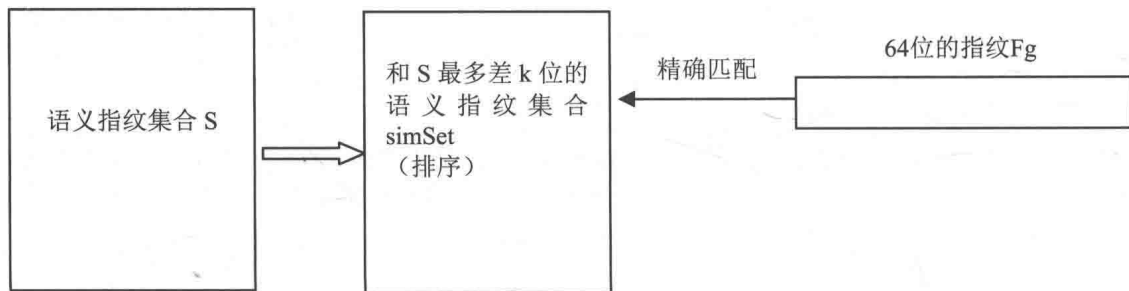 语义指纹集合 S
和 S 最多差 k 位的
语义指纹集合
simSet
（排序）
精确匹配
64位的指纹Fg